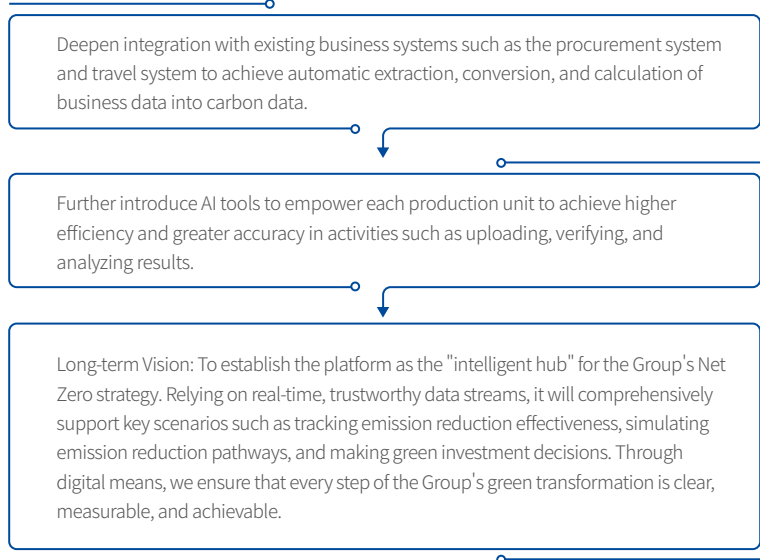 Deepen integration with existing business systems such as the procurement system
and travel system to achieve automatic extraction, conversion, and calculation of
business data into carbon data.
Further introduce AI tools to empower each production unit to achieve higher
efficiency and greater accuracy in activities such as uploading, verifying, and
analyzing results.
Long-term Vision: To establish the platform as the "intelligent hub" for the Group's Net
Zero strategy. Relying on real-time, trustworthy data streams, it will comprehensively
support key scenarios such as tracking emission reduction effectiveness, simulating
emission reduction pathways, and making green investment decisions. Through
digital means, we ensure that every step of the Group's green transformation is clear,
measurable, and achievable.